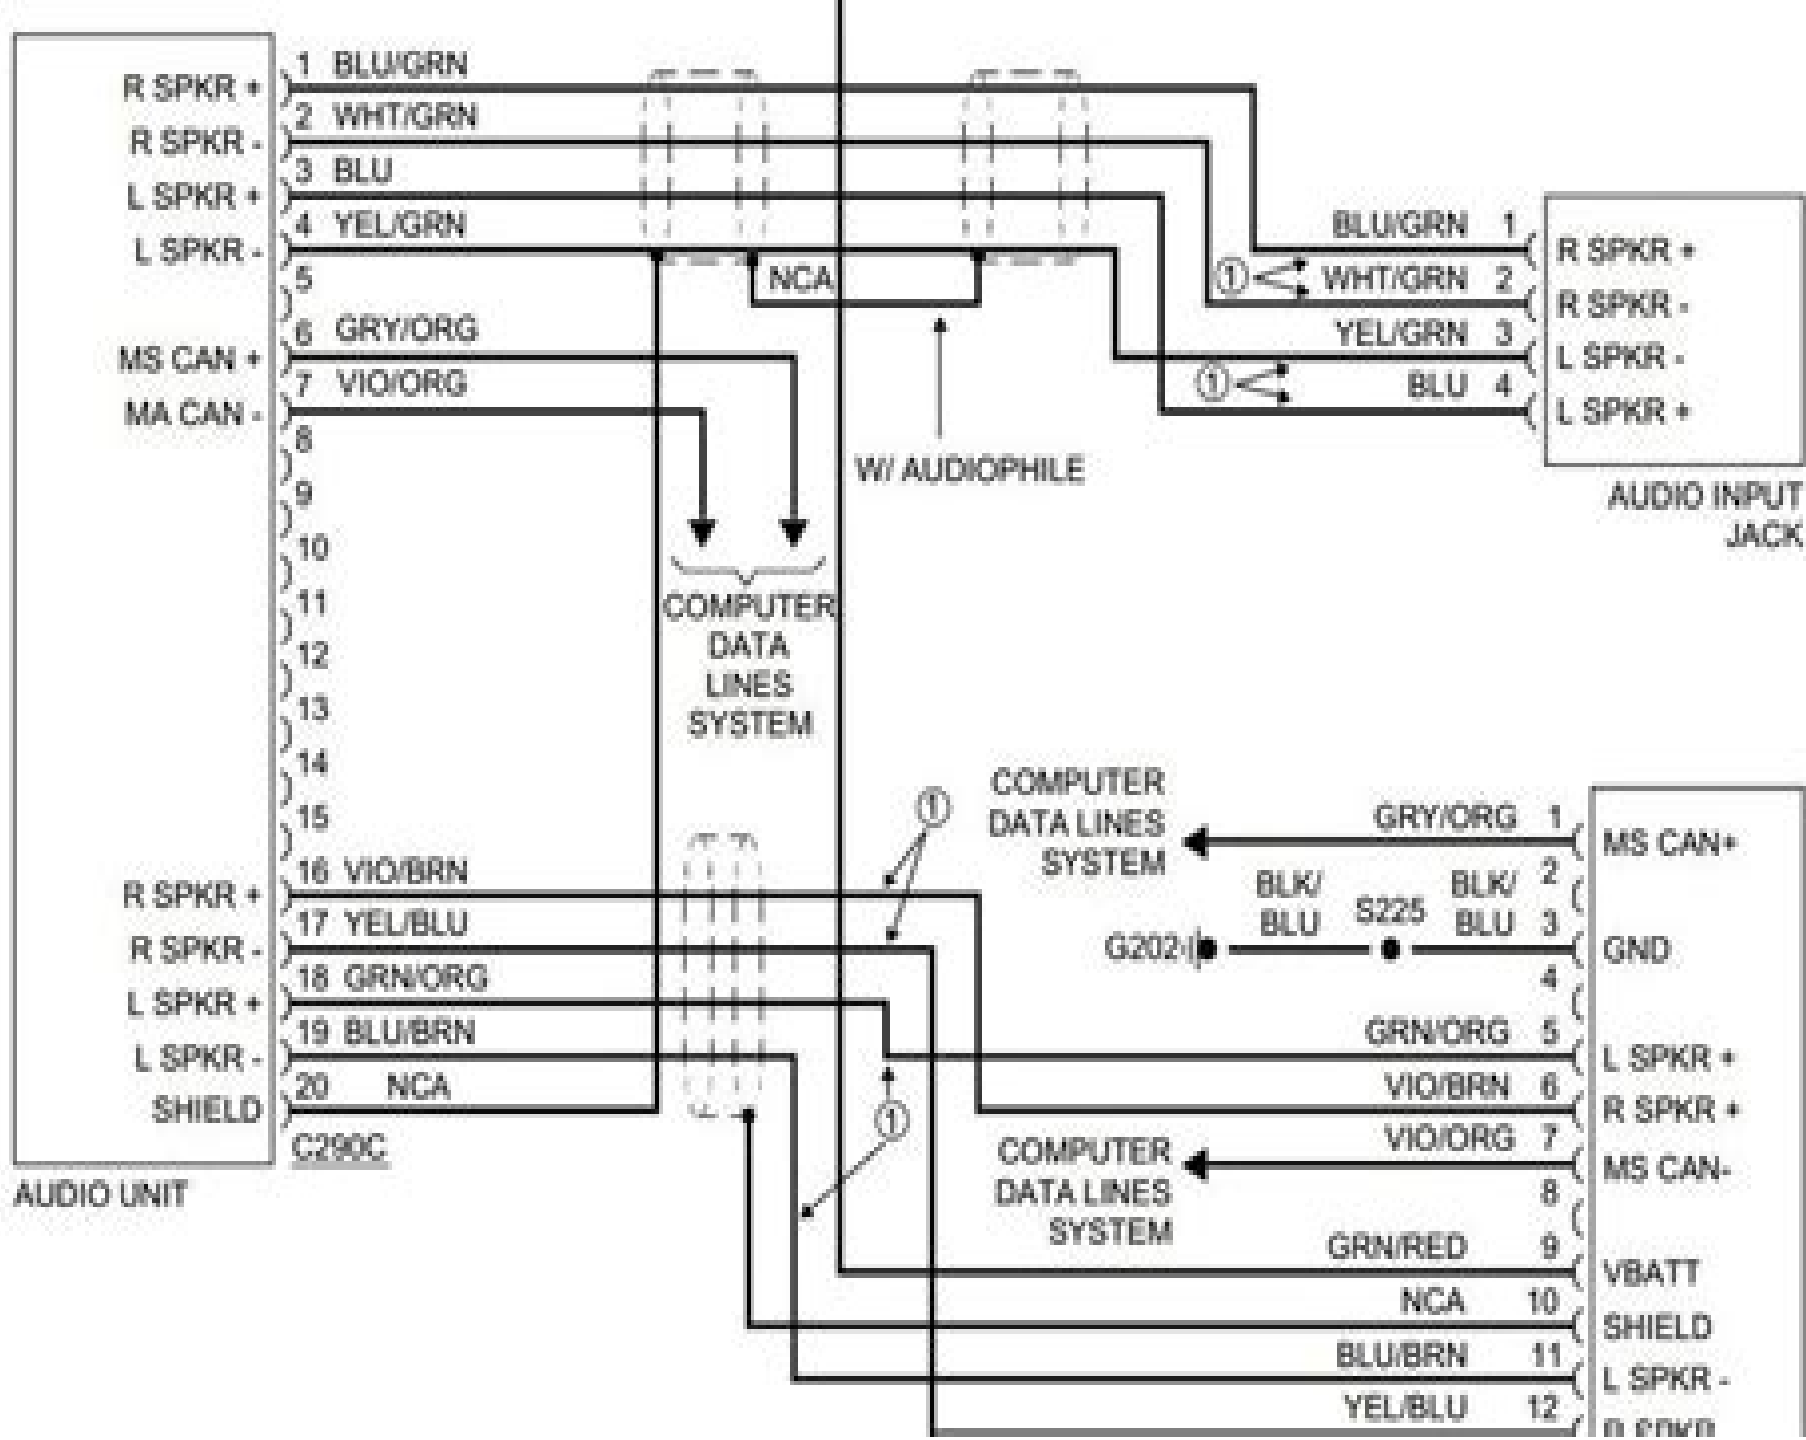 R SPKR + 1 BLU/GRN
R SPKR - 2 WHT/GRN
L SPKR + 3 BLU
L SPKR - 4 YEL/GRN
5
MS CAN + 6 GRY/ORG
MA CAN - 7 VIO/ORG
8
9
10
11
12
13
14
15
R SPKR + 16 VIO/BRN
R SPKR - 17 YEL/BLU
L SPKR + 18 GRN/ORG
L SPKR - 19 BLU/BRN
SHIELD 20 NCA
C290C
AUDIO UNIT
NCA
W/ AUDIOPHILE
COMPUTER
DATA
LINES
SYSTEM
BLU/GRN 1 R SPKR +
① WHT/GRN 2 R SPKR -
YEL/GRN 3 L SPKR -
① BLU 4 L SPKR +
AUDIO INPUT
JACK
①
①
COMPUTER
DATA LINES
SYSTEM
GRY/ORG 1 MS CAN+
2
G202 BLK/
BLU
S225
BLK/
BLU 3 GND
4
GRN/ORG 5 L SPKR +
VIO/BRN 6 R SPKR +
COMPUTER
DATA LINES
SYSTEM
VIO/ORG 7 MS CAN-
8
GRN/RED 9 VBATT
NCA 10 SHIELD
BLU/BRN 11 L SPKR -
YEL/BLU 12